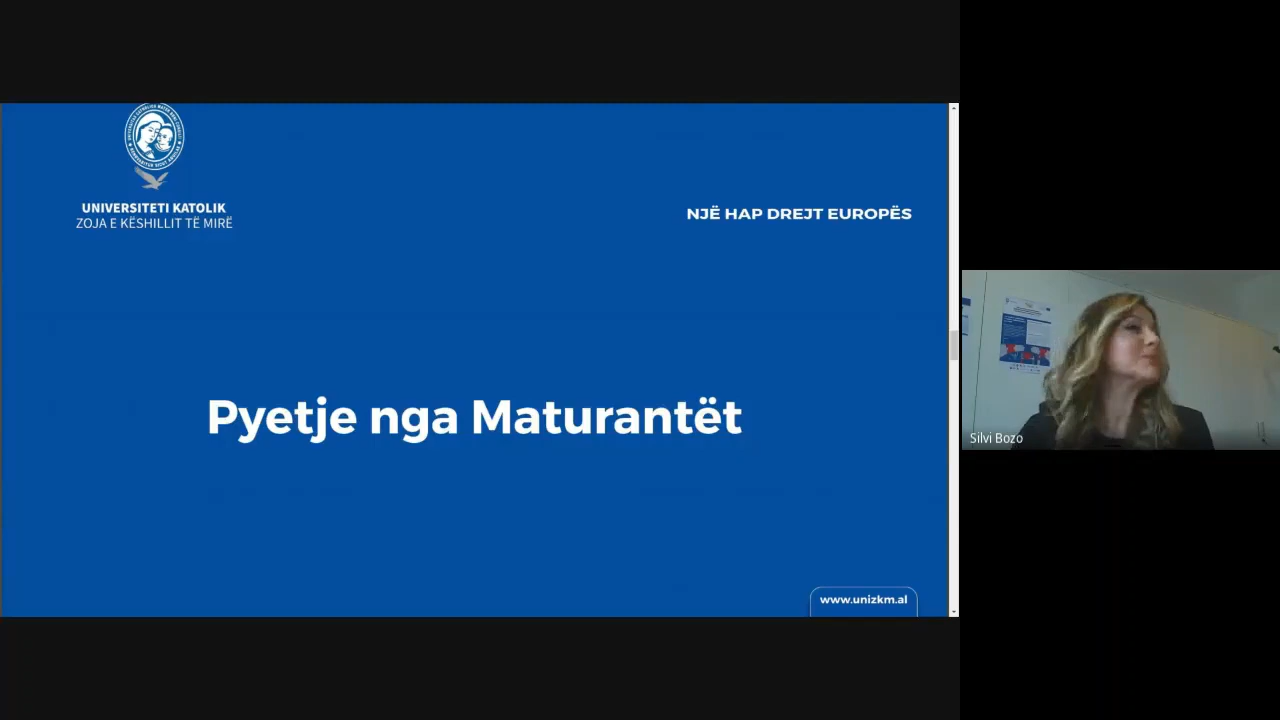 UNIVERSITETI KATOLIK
ZOJA E KËSHILLIT TË MIRË
NJË HAP DREJT EUROPËS
Pyetje nga Maturantët
www.unizkm.al
Silvi Bozo